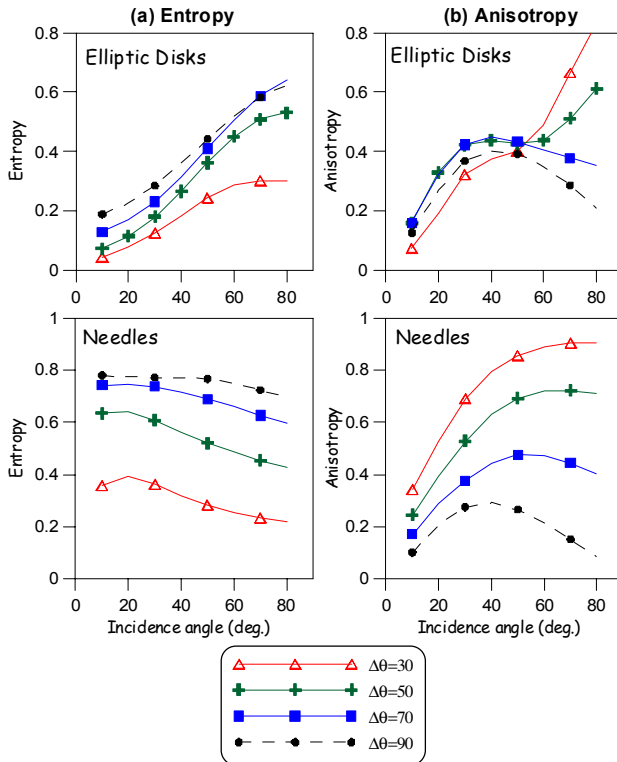 (a) Entropy
(b) Anisotropy
0.8
0.6
0.4
0.2
0
Entropy
Elliptic Disks
0 20 40 60 80
0.8
0.6
0.4
0.2
0
Anisotropy
Elliptic Disks
0 20 40 60 80
1
0.8
0.6
0.4
0.2
0
Entropy
Needles
0 20 40 60 80
Incidence angle (deg.)
1
0.8
0.6
0.4
0.2
0
Anisotropy
Needles
0 20 40 60 80
Incidence angle (deg.)
Δθ=30
Δθ=50
Δθ=70
Δθ=90